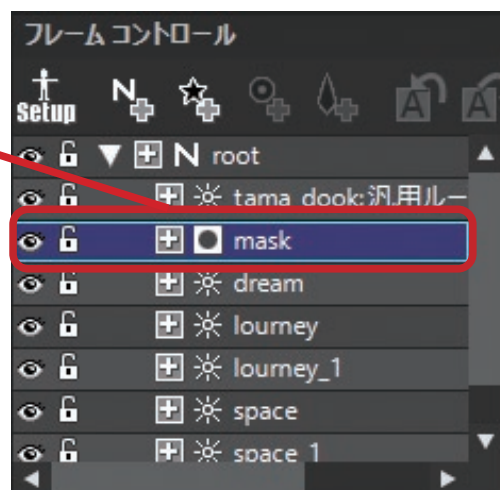 フレーム コントロール
Setup
N root
tama_dook:汎用ルー
mask
dream
lourney
lourney_1
space
space_1